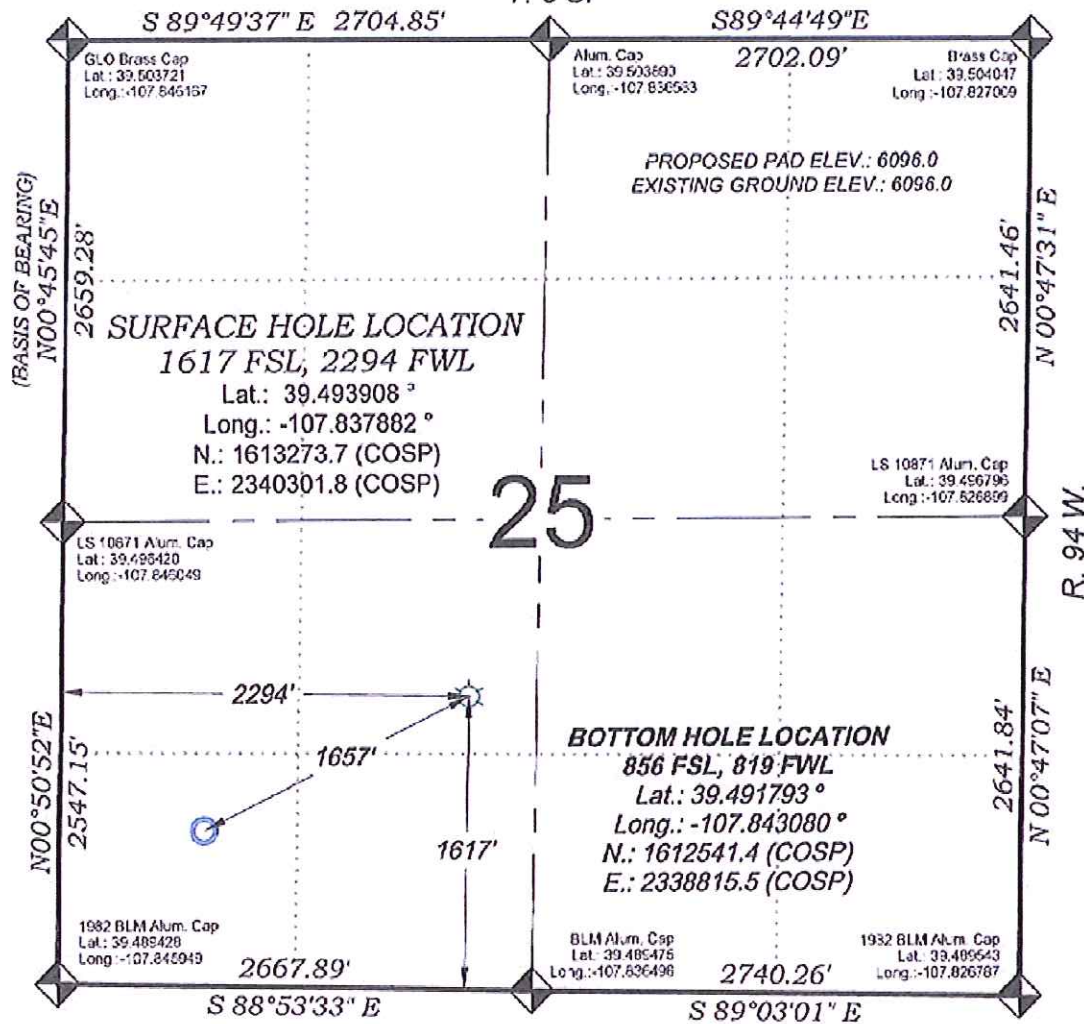 S 89°49'37" E 2704.85'
S89°44'49"E
2702.09'
GLO Brass Cap
Lat.: 39.503721
Long.:-107.845167
Alum. Cap
Lat.: 39.503893
Long.:-107.836583
Brass Cap
Lat.: 39.504047
Long.:-107.827009
PROPOSED PAD ELEV.: 6096.0
EXISTING GROUND ELEV.: 6096.0
(BASIS OF BEARING)
N00°45'45"E
2659.28'
2641.46'
N 00°47'31" E
SURFACE HOLE LOCATION
1617 FSL, 2294 FWL
Lat.: 39.493908 °
Long.: -107.837882 °
N.: 1613273.7 (COSP)
E.: 2340301.8 (COSP)
25
LS 10871 Alum. Cap
Lat.: 39.496796
Long.:-107.826899
R. 94 W.
LS 10871 Alum. Cap
Lat.: 39.496420
Long.:-107.846049
2294'
1657'
1617'
N00°50'52"E
2547.15'
BOTTOM HOLE LOCATION
856 FSL, 819 FWL
Lat.: 39.491793 °
Long.: -107.843080 °
N.: 1612541.4 (COSP)
E.: 2338815.5 (COSP)
2641.84'
N 00°47'07" E
1982 BLM Alum. Cap
Lat.: 39.489428
Long.:-107.845949
BLM Alum. Cap
Lat.: 39.489475
Long.:-107.836496
1982 BLM Alum. Cap
Lat.: 39.489543
Long.:-107.826787
2667.89'
2740.26'
S 88°53'33" E
S 89°03'01" E